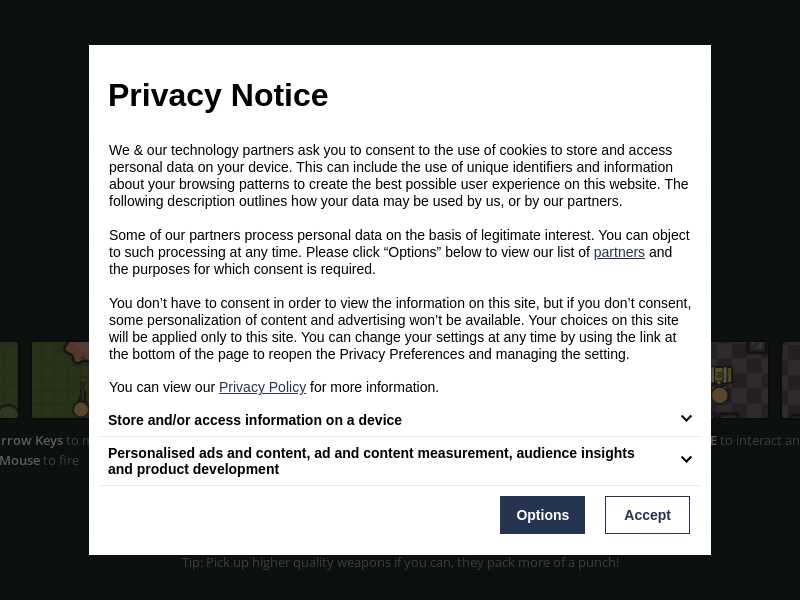 Privacy Notice
We & our technology partners ask you to consent to the use of cookies to store and access
personal data on your device. This can include the use of unique identifiers and information
about your browsing patterns to create the best possible user experience on this website. The
following description outlines how your data may be used by us, or by our partners.
Some of our partners process personal data on the basis of legitimate interest. You can object
to such processing at any time. Please click “Options” below to view our list of partners and
the purposes for which consent is required.
You don’t have to consent in order to view the information on this site, but if you don’t consent,
some personalization of content and advertising won’t be available. Your choices on this site
will be applied only to this site. You can change your settings at any time by using the link at
the bottom of the page to reopen the Privacy Preferences and managing the setting.
You can view our Privacy Policy for more information.
Store and/or access information on a device
Personalised ads and content, ad and content measurement, audience insights
and product development
Options Accept
Keys to
E to interact
Mouse to fire
Tip: Pick up higher quality weapons if you can, they pack more of a punch!